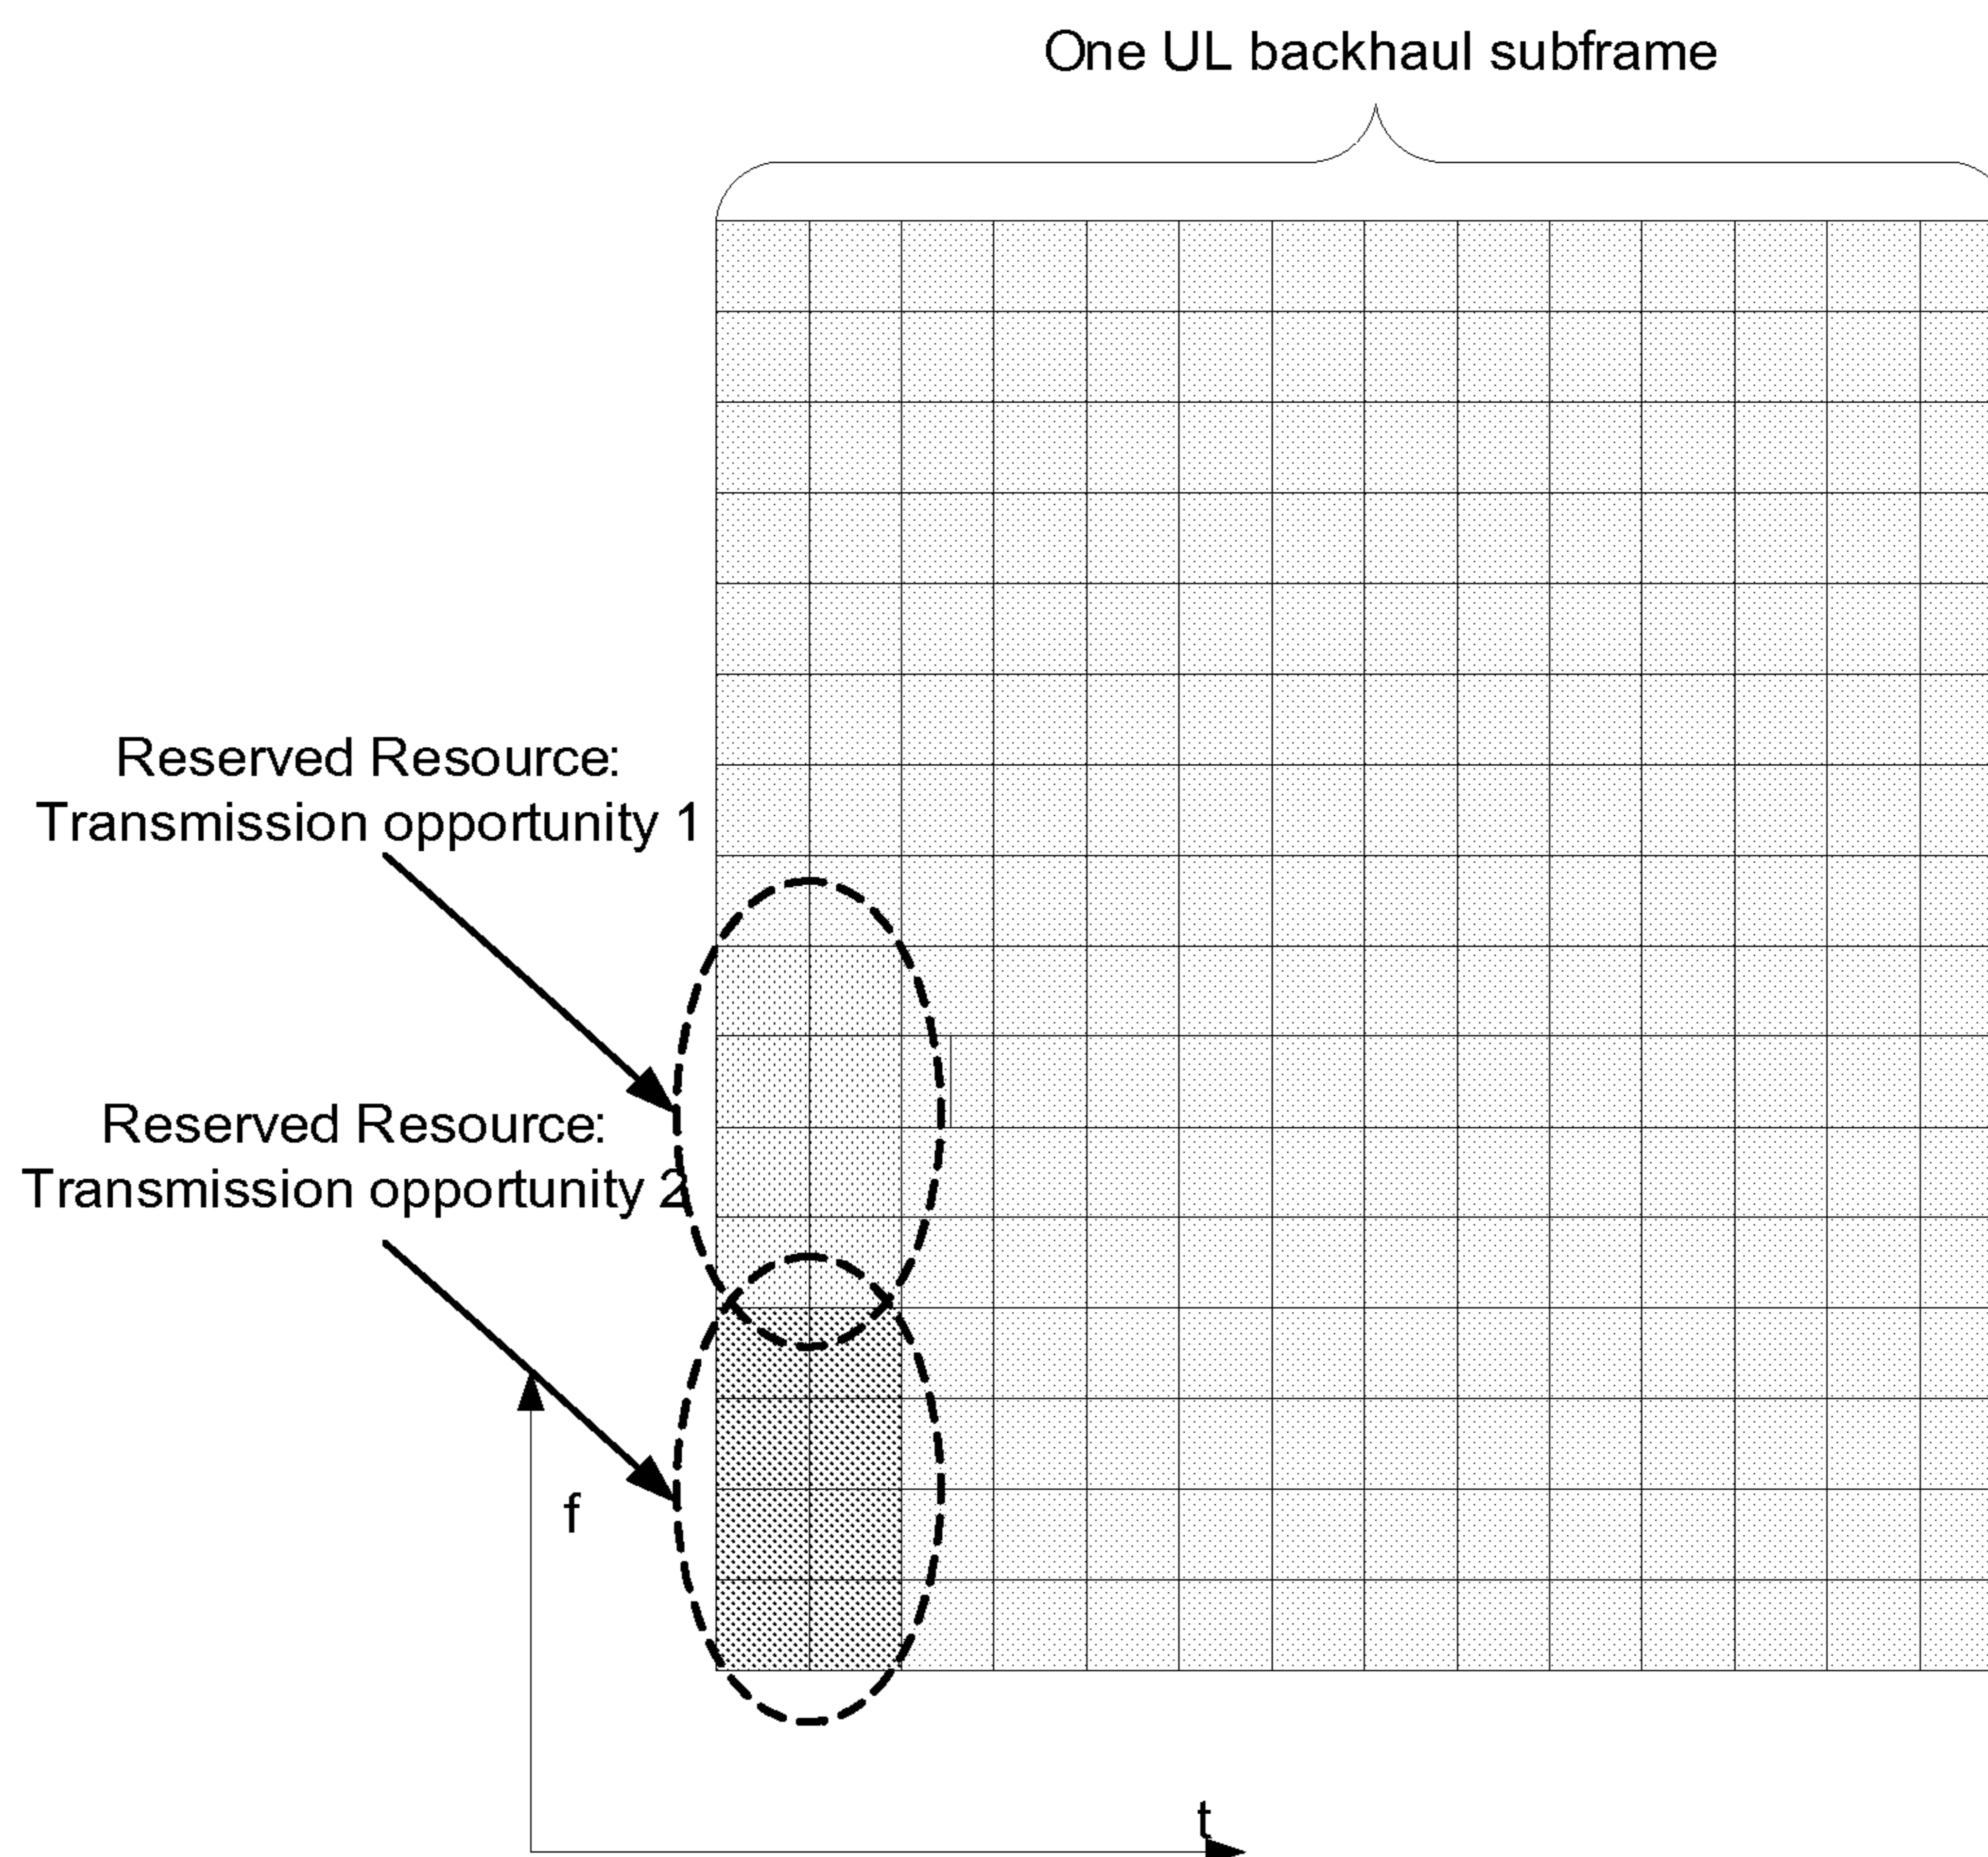 One UL backhaul subframe
Reserved Resource:
Transmission opportunity 1
Reserved Resource:
Transmission opportunity 2
f
t